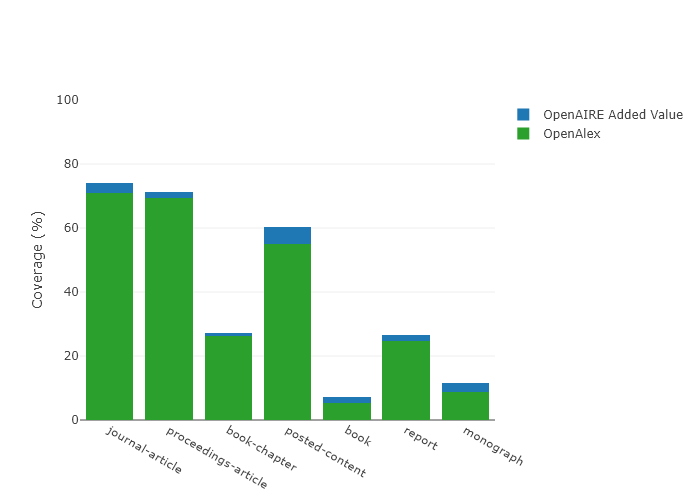 100
80
60
40
20
0
Coverage (%)
OpenAIRE Added Value
OpenAlex
journal-article
proceedings-article
book-chapter
posted-content
book
report
monograph